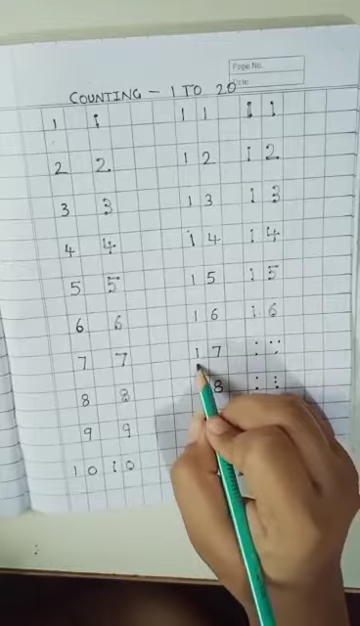 Page No.
Date
COUNTING - 1 TO 20
1 1 11 11
2 2 12 12
3 3 13 13
4 4 14 14
5 5 15 15
6 6 16 16
7 7 17
8 8 8
9 9
10 10